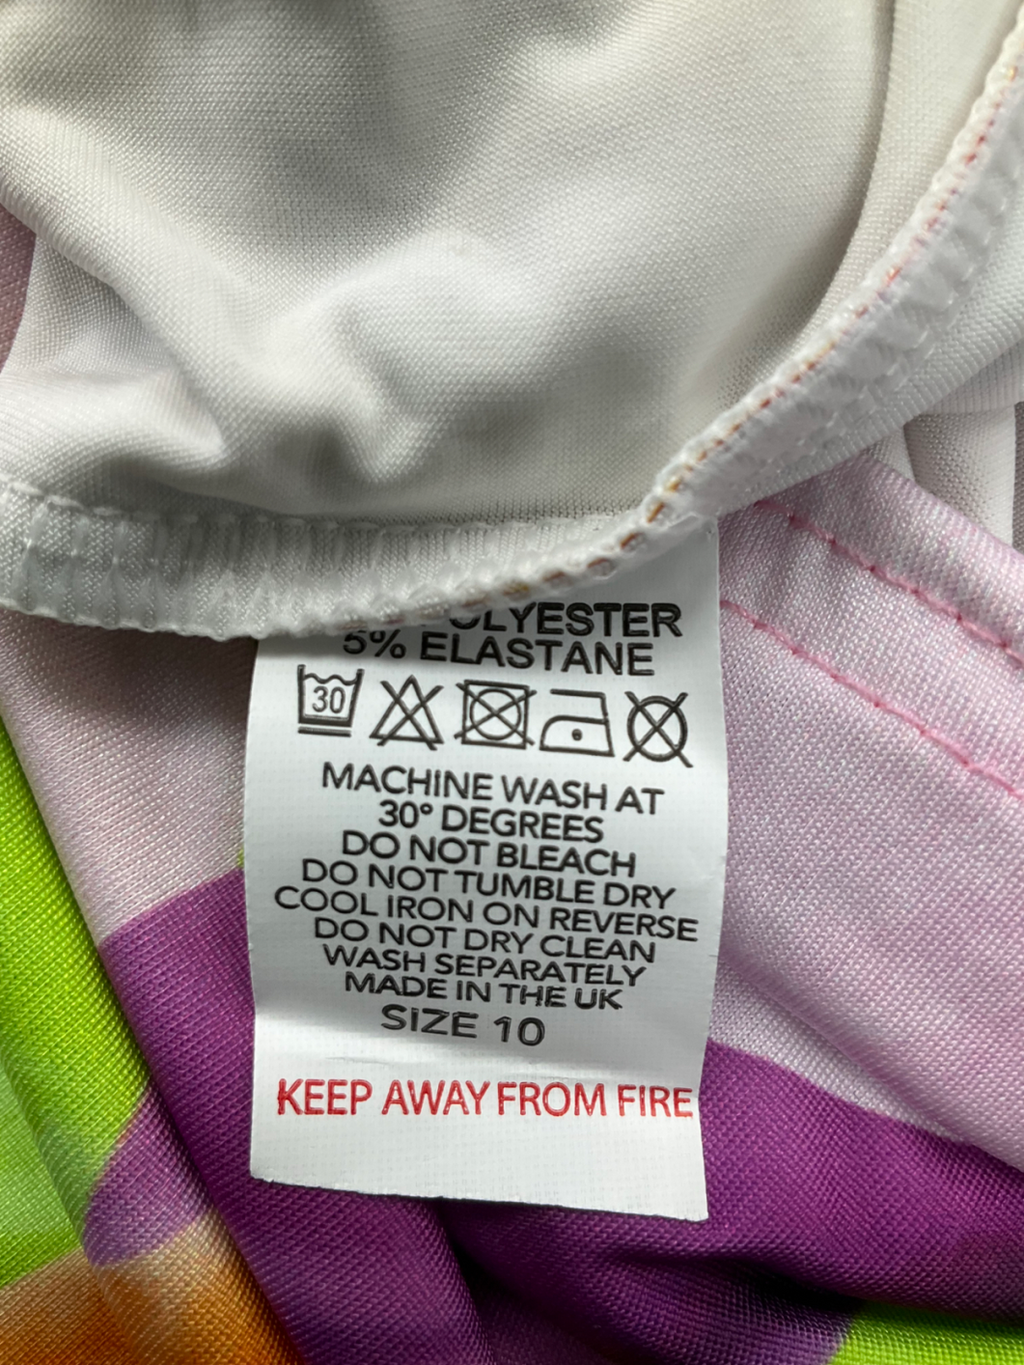 5% ELASTANE
30
MACHINE WASH AT
30° DEGREES
DO NOT BLEACH
DO NOT TUMBLE DRY
COOL IRON ON REVERSE
DO NOT DRY CLEAN
WASH SEPARATELY
MADE IN THE UK
SIZE 10
KEEP AWAY FROM FIRE